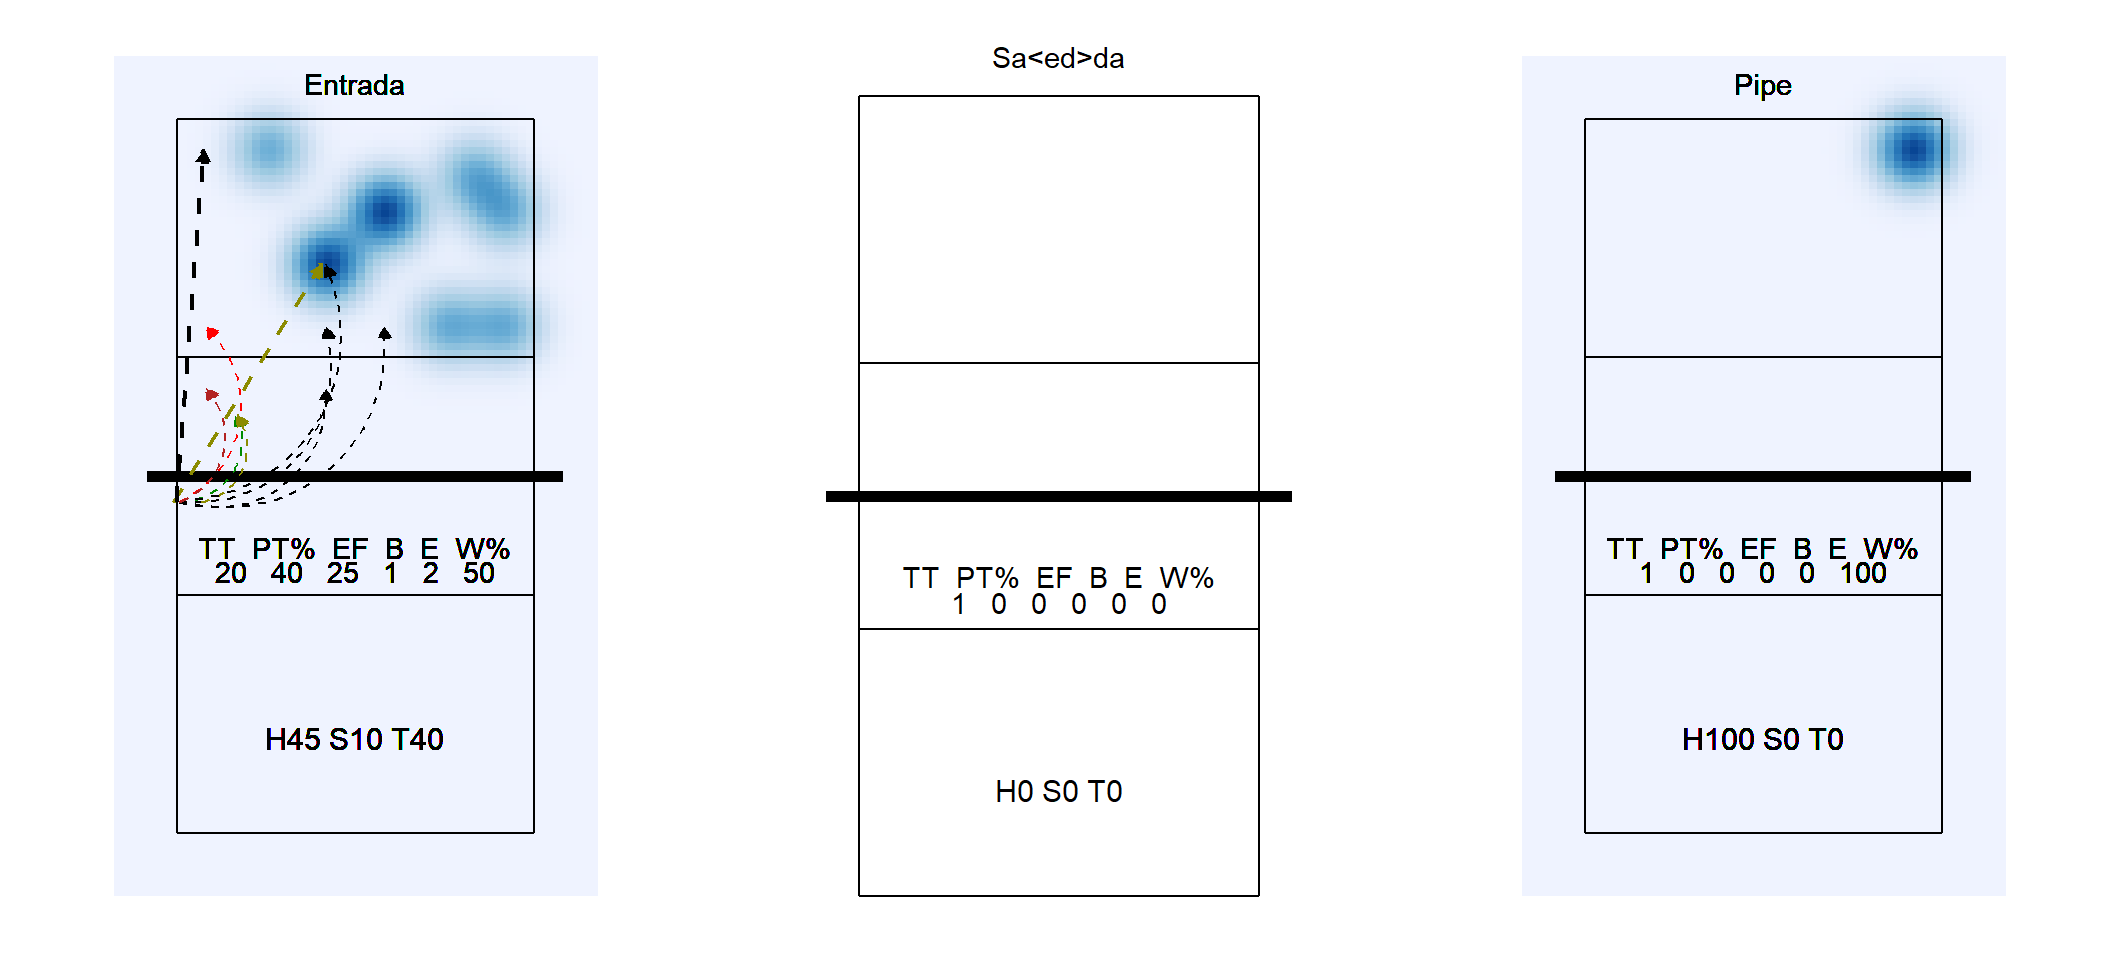 Entrada
TT PT% EF B E W%
20 40 25 1 2 50
H45 S10 T40
Sa<ed>da
TT PT% EF B E W%
1 0 0 0 0 0
H0 S0 T0
Pipe
TT PT% EF B E W%
1 0 0 0 0 100
H100 S0 T0